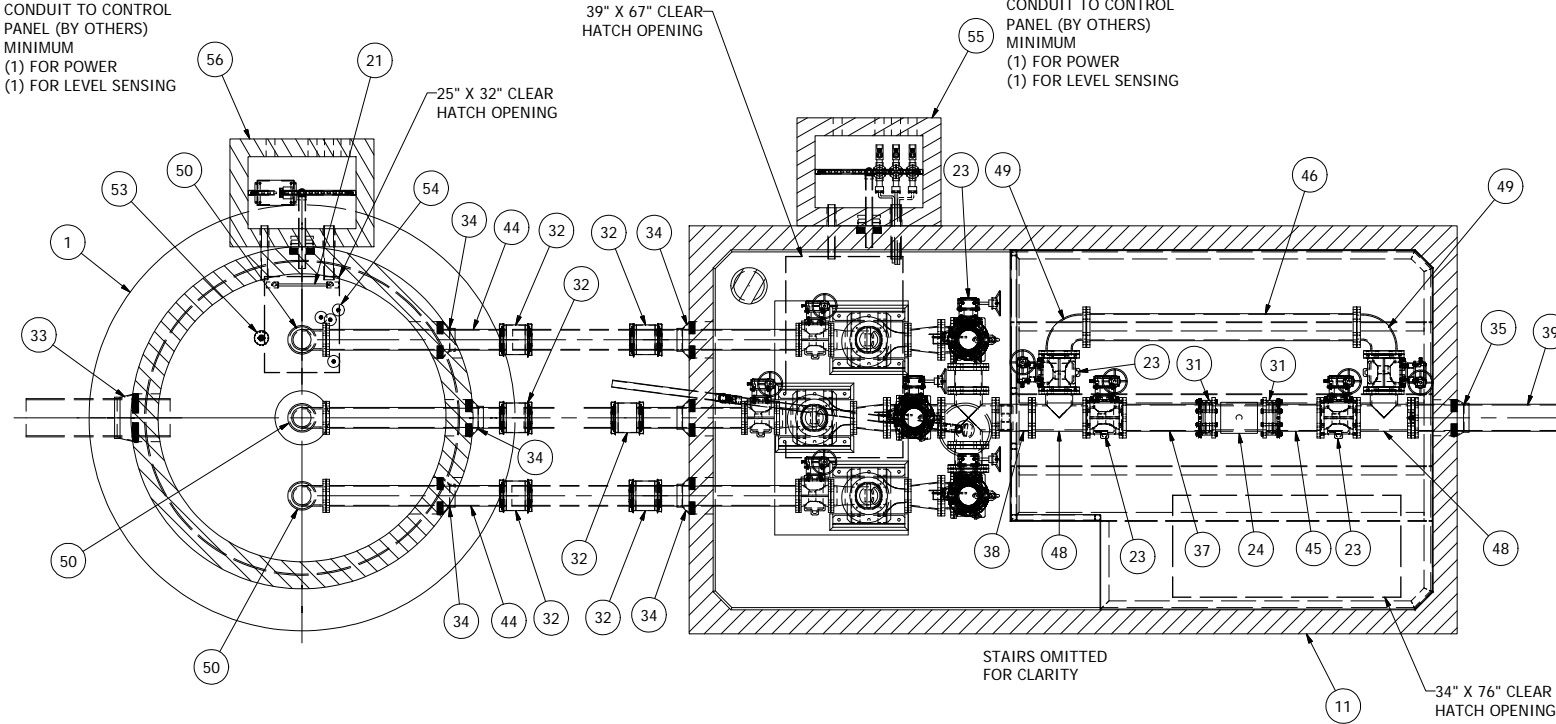 CONDUIT TO CONTROL
PANEL (BY OTHERS)
MINIMUM
(1) FOR POWER
(1) FOR LEVEL SENSING
39" X 67" CLEAR
HATCH OPENING
CONDUIT TO CONTROL
PANEL (BY OTHERS)
MINIMUM
(1) FOR POWER
(1) FOR LEVEL SENSING
55
56
21
25" X 32" CLEAR
HATCH OPENING
50
53
54
23
49
46
49
1
34
44
32
32
34
32
33
32
23
31
31
35
39
34
50
32
38
48
23
37
24
45
23
48
34
44
32
32
34
50
STAIRS OMITTED
FOR CLARITY
11
34" X 76" CLEAR
HATCH OPENING